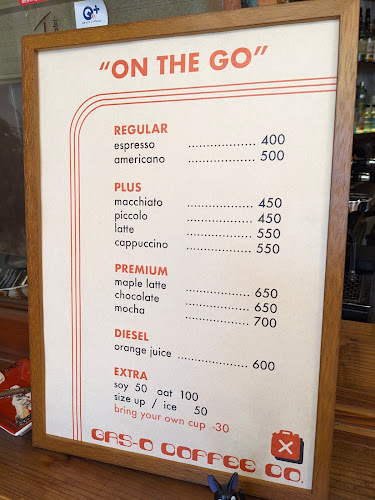 "ON THE GO"
REGULAR
espresso .................... 400
americano .................... 500
PLUS
macchiato .................... 450
piccolo .................... 450
latte .................... 550
cappuccino .................... 550
PREMIUM
maple latte .................... 650
chocolate .................... 650
mocha .................... 700
DIESEL
orange juice .................... 600
EXTRA
soy 50 oat 100
size up / ice 50
bring your own cup -30
GAS-O COFFEE CO.